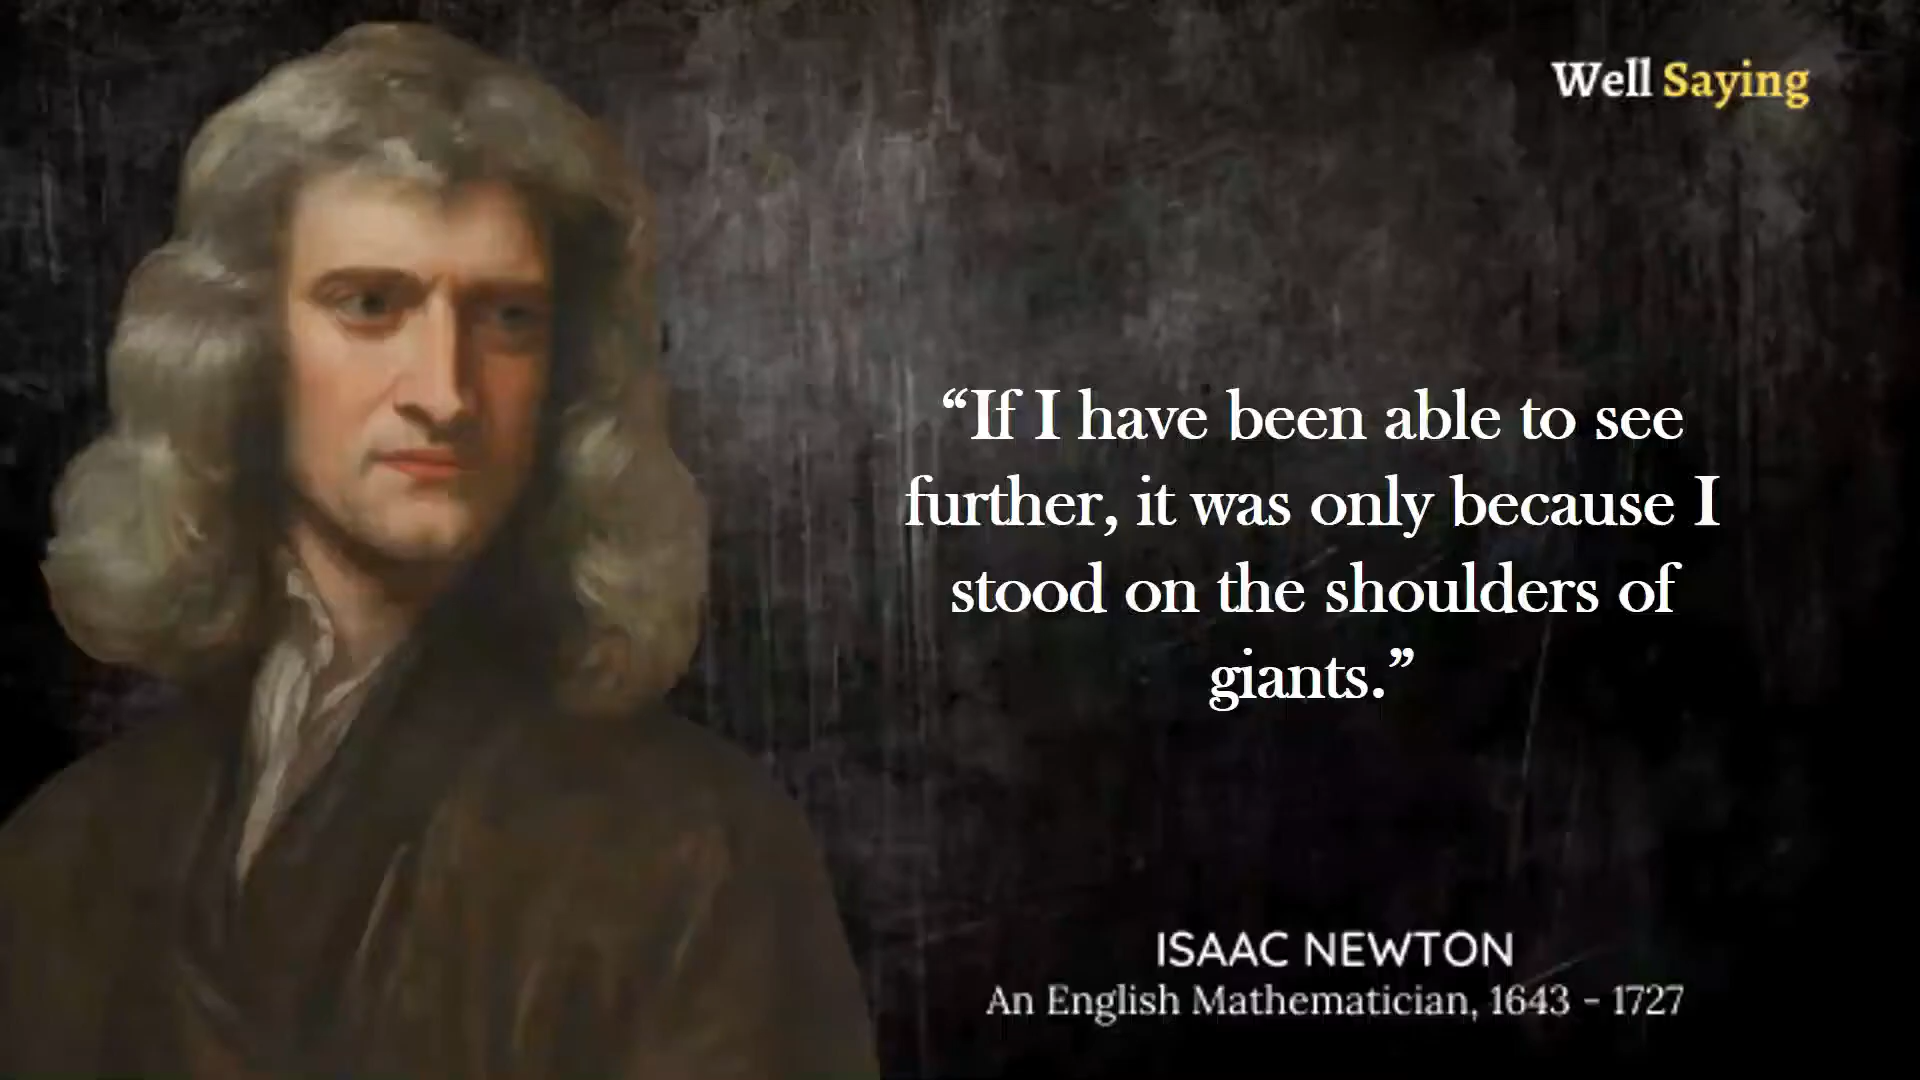 Well Saying
“If I have been able to see
further, it was only because I
stood on the shoulders of
giants.”
ISAAC NEWTON
An English Mathematician, 1643 - 1727